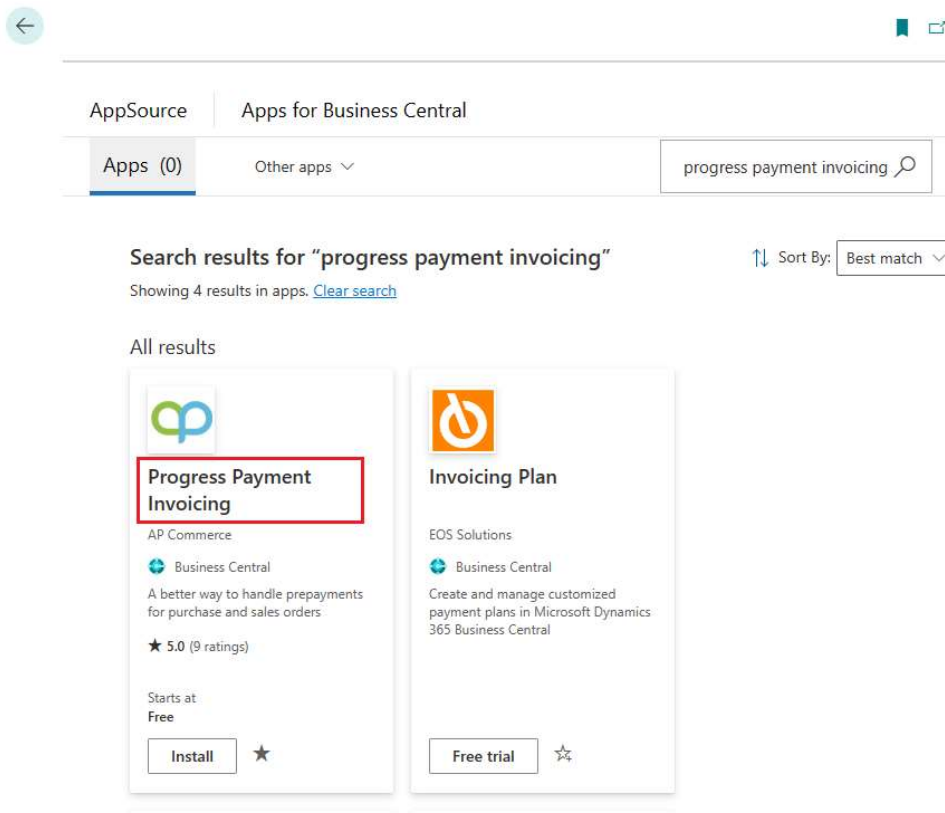 AppSource
Apps for Business Central
Apps (0)
Other apps
progress payment invoicing
Search results for “progress payment invoicing”
Sort By:
Best match
Showing 4 results in apps. Clear search
All results
Progress Payment
Invoicing
AP Commerce
Business Central
A better way to handle prepayments
for purchase and sales orders
★ 5.0 (9 ratings)
Starts at
Free
Install
Invoicing Plan
EOS Solutions
Business Central
Create and manage customized
payment plans in Microsoft Dynamics
365 Business Central
Free trial